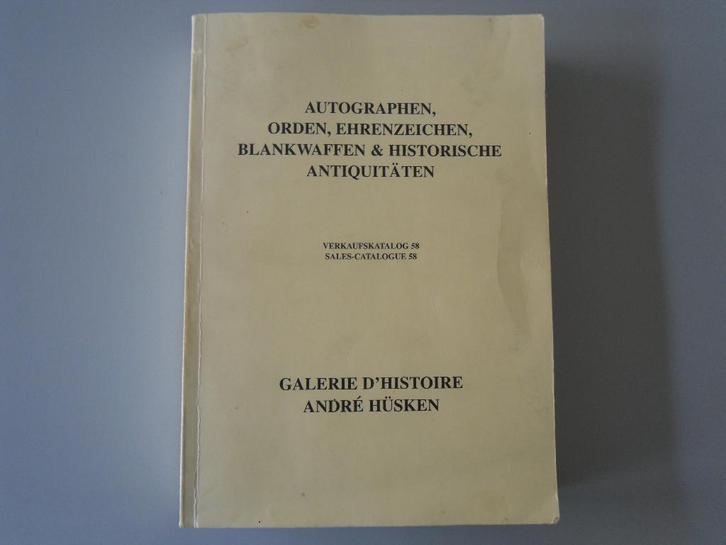 AUTOGRAPHEN,
ORDEN, EHRENZEICHEN,
BLANKWAFFEN & HISTORISCHE
ANTIQUITÄTEN
VERKAUFSKATALOG 58
SALES-CATALOGUE 58
GALERIE D'HISTOIRE
ANDRÉ HÜSKEN